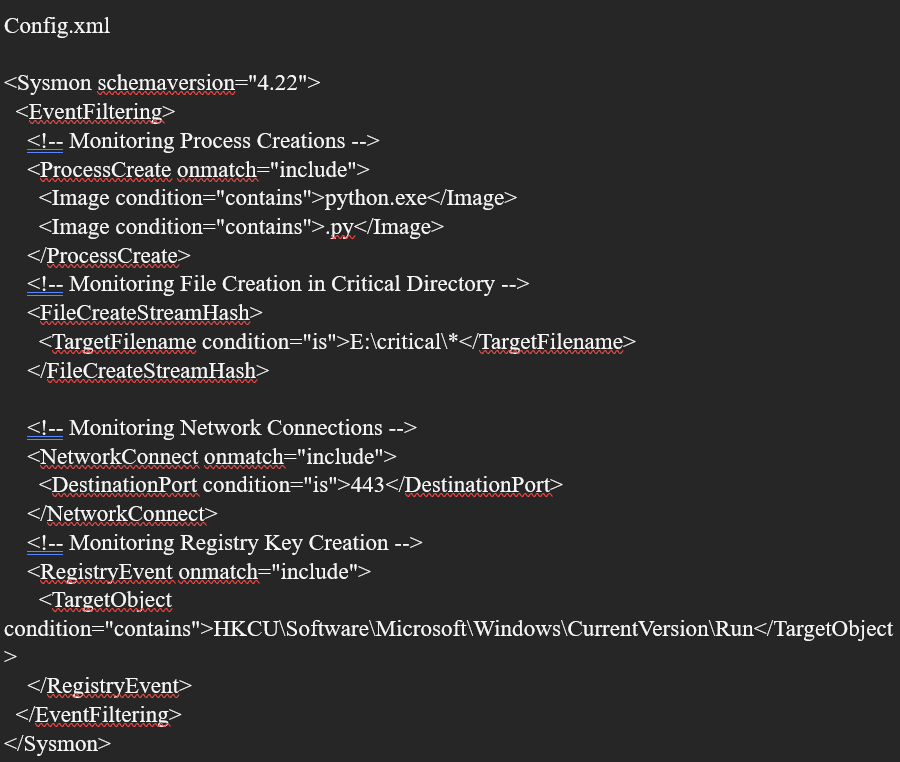 Config.xml
<Sysmon schemaversion="4.22">
<EventFiltering>
<!-- Monitoring Process Creations -->
<ProcessCreate onmatch="include">
<Image condition="contains">python.exe</Image>
<Image condition="contains">.py</Image>
</ProcessCreate>
<!-- Monitoring File Creation in Critical Directory -->
<FileCreateStreamHash>
<TargetFilename condition="is">E:\critical\*</TargetFilename>
</FileCreateStreamHash>
<!-- Monitoring Network Connections -->
<NetworkConnect onmatch="include">
<DestinationPort condition="is">443</DestinationPort>
</NetworkConnect>
<!-- Monitoring Registry Key Creation -->
<RegistryEvent onmatch="include">
<TargetObject
condition="contains">HKCU\Software\Microsoft\Windows\CurrentVersion\Run</TargetObject
>
</RegistryEvent>
</EventFiltering>
</Sysmon>